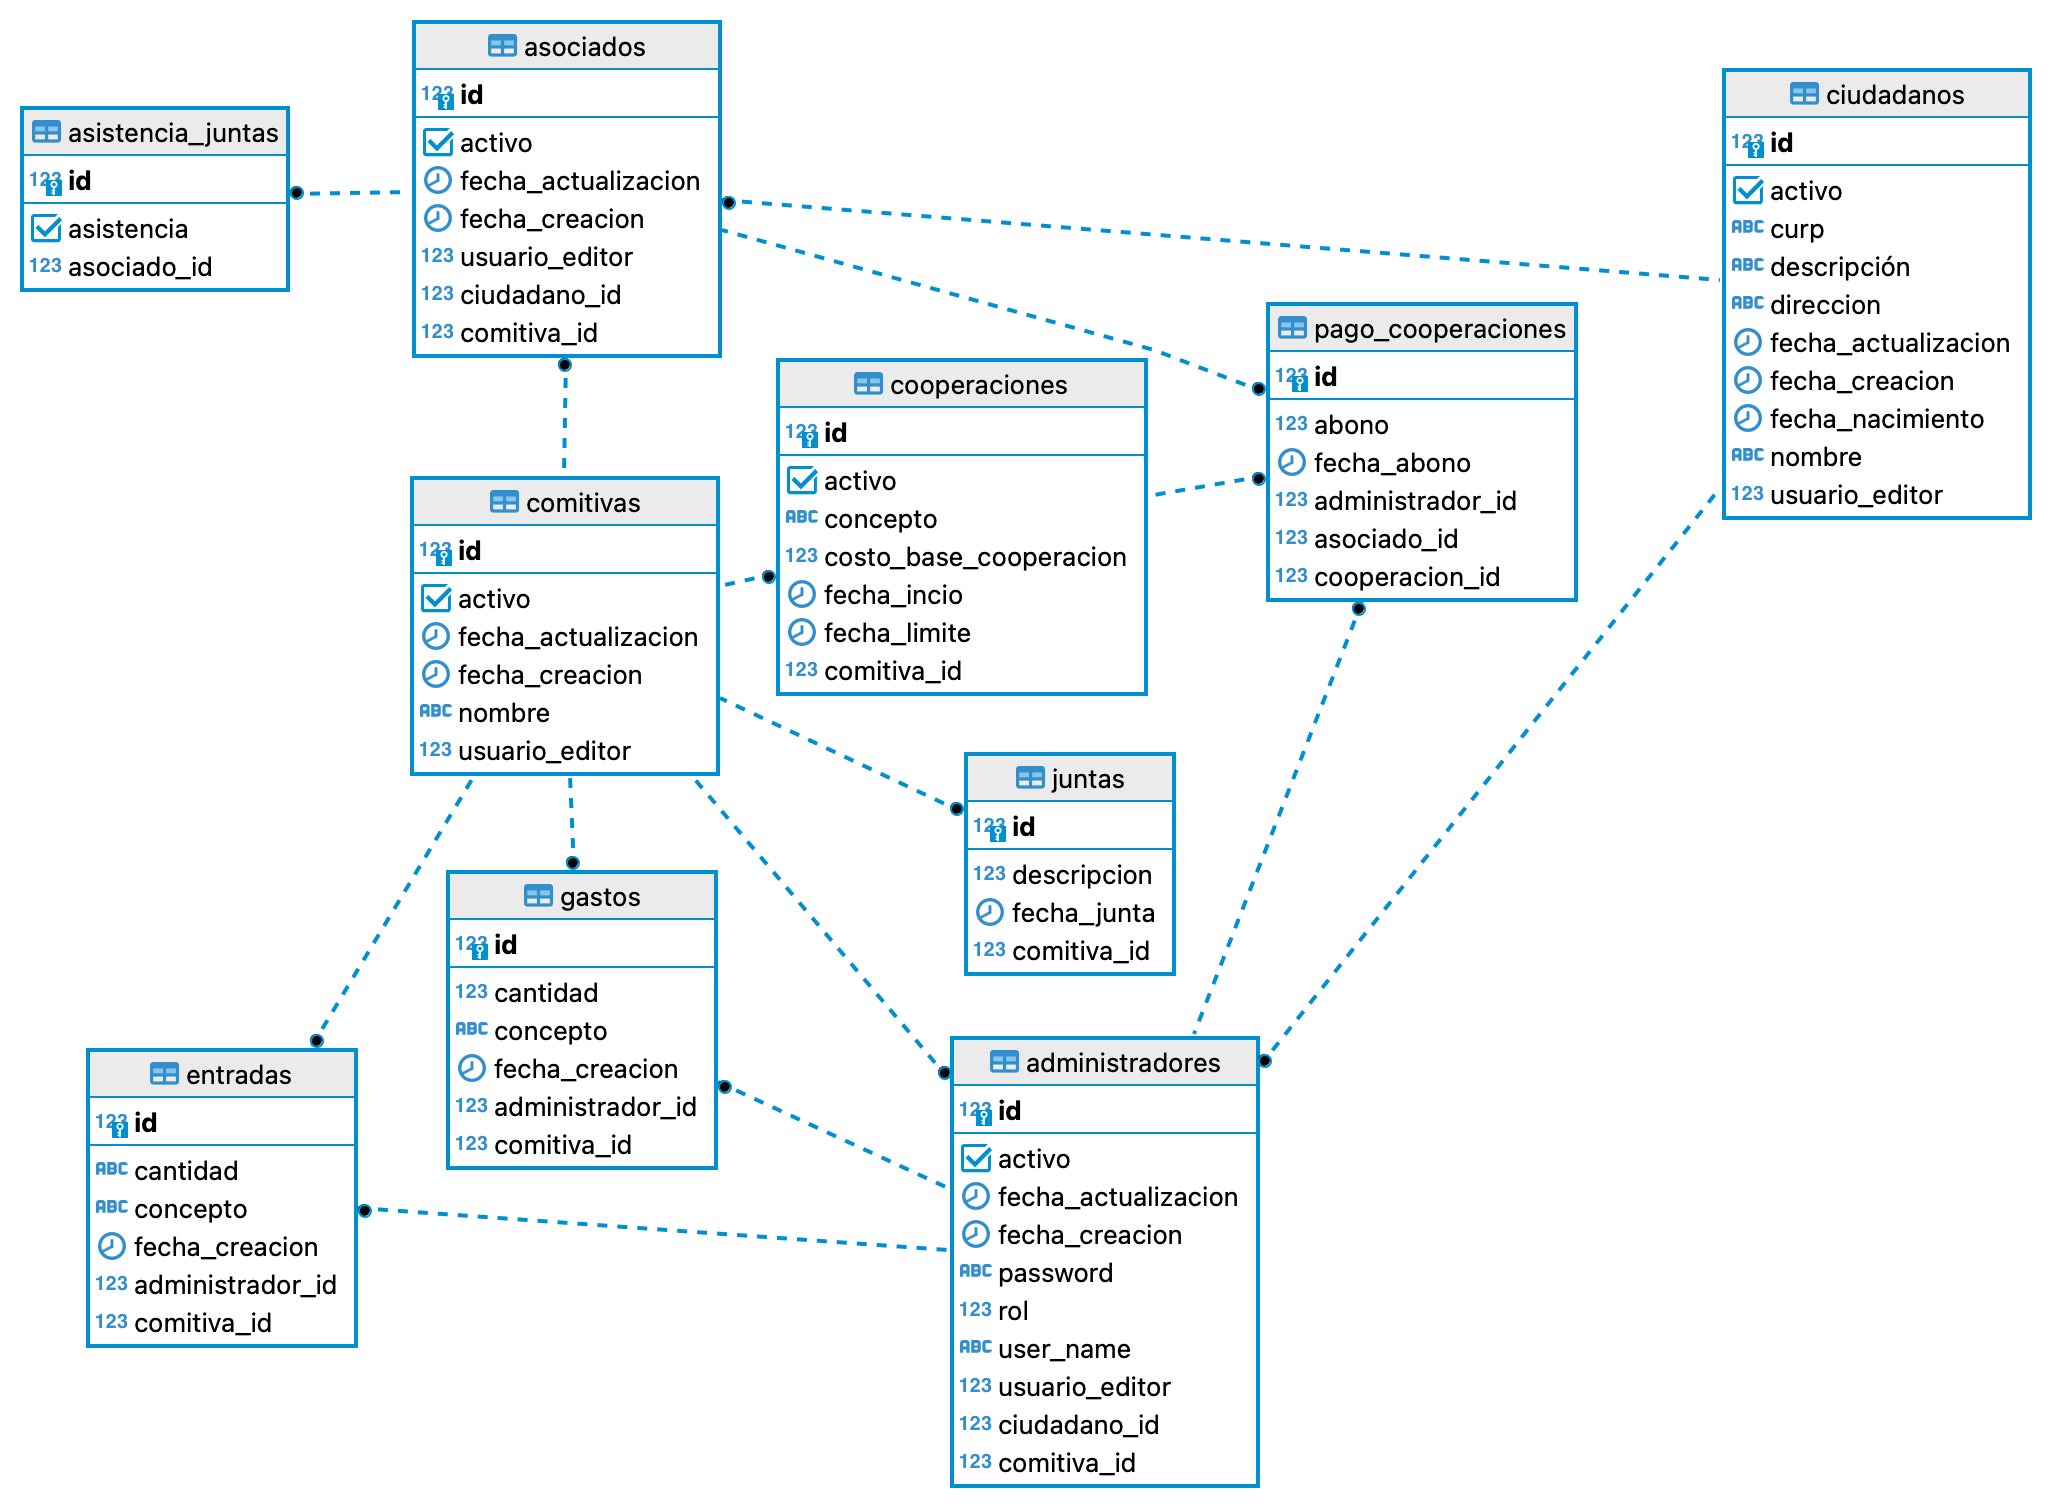 asociados
123 id
activo
fecha_actualizacion
fecha_creacion
123 usuario_editor
123 ciudadano_id
123 comitiva_id
asistencia_juntas
123 id
asistencia
123 asociado_id
ciudadanos
123 id
activo
ABC curp
ABC descripción
ABC direccion
fecha_actualizacion
fecha_creacion
fecha_nacimiento
ABC nombre
123 usuario_editor
pago_cooperaciones
123 id
123 abono
fecha_abono
123 administrador_id
123 asociado_id
123 cooperacion_id
cooperaciones
123 id
activo
ABC concepto
123 costo_base_cooperacion
fecha_incio
fecha_limite
123 comitiva_id
comitivas
123 id
activo
fecha_actualizacion
fecha_creacion
ABC nombre
123 usuario_editor
juntas
123 id
123 descripcion
fecha_junta
123 comitiva_id
gastos
123 id
123 cantidad
ABC concepto
fecha_creacion
123 administrador_id
123 comitiva_id
entradas
123 id
ABC cantidad
ABC concepto
fecha_creacion
123 administrador_id
123 comitiva_id
administradores
123 id
activo
fecha_actualizacion
fecha_creacion
ABC password
123 rol
ABC user_name
123 usuario_editor
123 ciudadano_id
123 comitiva_id